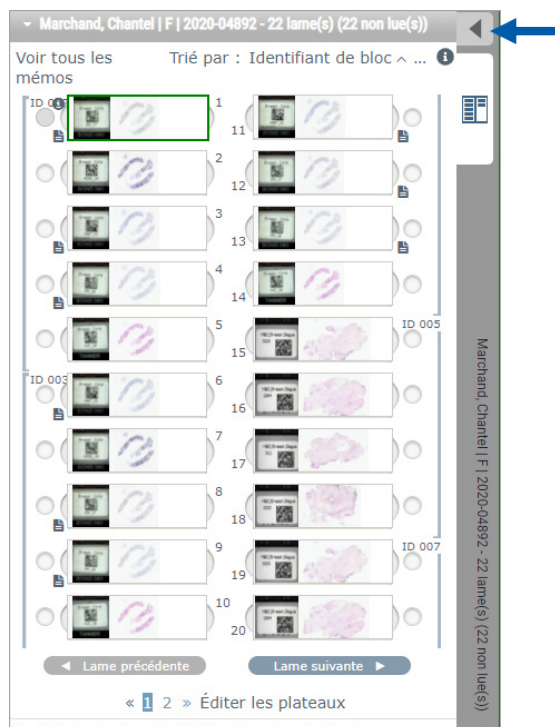 Marchand, Chantel | F | 2020-04892 - 22 lame(s) (22 non lue(s))
Voir tous les mémos
Trié par : Identifiant de bloc ...
ID
1
2
3
4
5
ID 003
6
7
8
9
10
11
12
13
14
ID 005
15
16
17
18
ID 007
19
20
Lame précédente
Lame suivante
« 1 2 » Éditer les plateaux
Marchand, Chantel | F | 2020-04892 - 22 lame(s) (22 non lue(s))